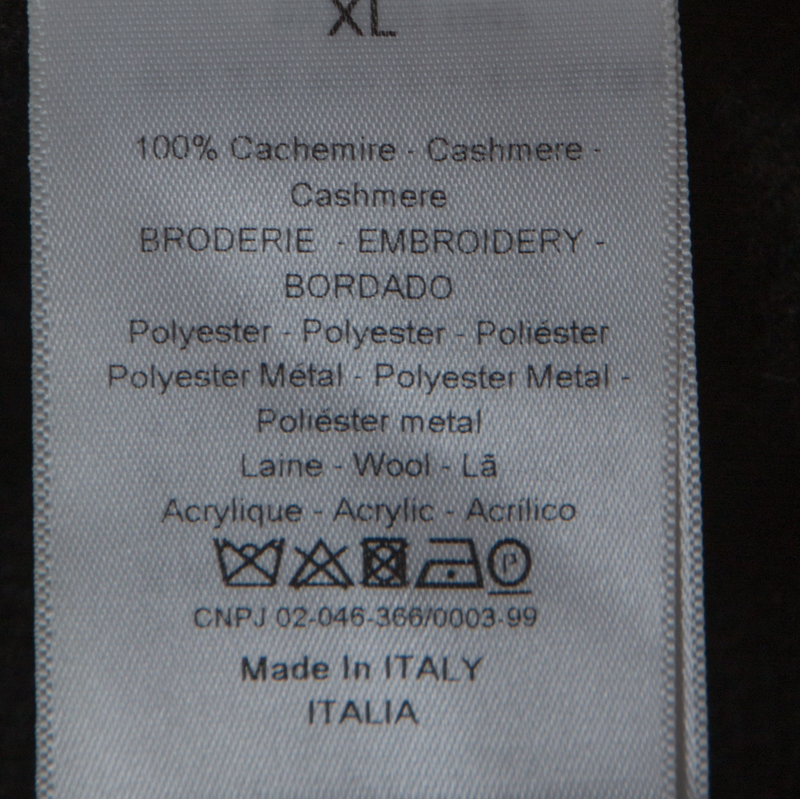 XL
100% Cachemire - Cashmere -
Cashmere
BRODERIE - EMBROIDERY -
BORDADO
Polyester - Polyester - Poliéster
Polyester Métal - Polyester Metal -
Poliéster metal
Laine - Wool - Lã
Acrylique - Acrylic - Acrílico
P
CNPJ 02-046-366/0003-99
Made In ITALY
ITALIA